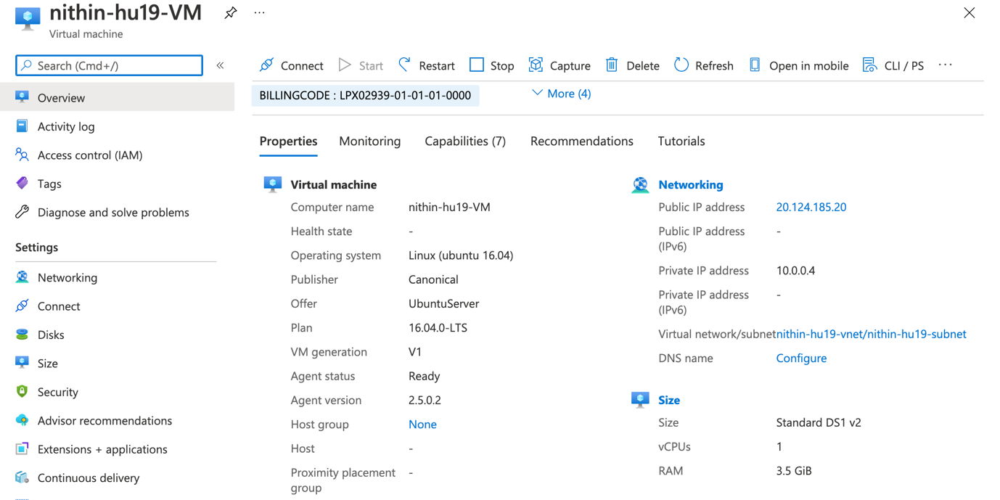 nithin-hu19-VM
...
Virtual machine
Search (Cmd+/)
«
Overview
Activity log
Access control (IAM)
Tags
Diagnose and solve problems
Settings
Networking
Connect
Disks
Size
Security
Advisor recommendations
Extensions + applications
Continuous delivery
Connect Start Restart Stop Capture Delete Refresh Open in mobile CLI / PS ...
BILLINGCODE : LPX02939-01-01-01-0000
More (4)
Properties Monitoring Capabilities (7) Recommendations Tutorials
Virtual machine
Computer name nithin-hu19-VM
Health state -
Operating system Linux (ubuntu 16.04)
Publisher Canonical
Offer UbuntuServer
Plan 16.04.0-LTS
VM generation V1
Agent status Ready
Agent version 2.5.0.2
Host group None
Host -
Proximity placement -
group
Networking
Public IP address 20.124.185.20
Public IP address -
(IPv6)
Private IP address 10.0.0.4
Private IP address -
(IPv6)
Virtual network/subnet nithin-hu19-vnet/nithin-hu19-subnet
DNS name Configure
Size
Size Standard DS1 v2
vCPUs 1
RAM 3.5 GiB